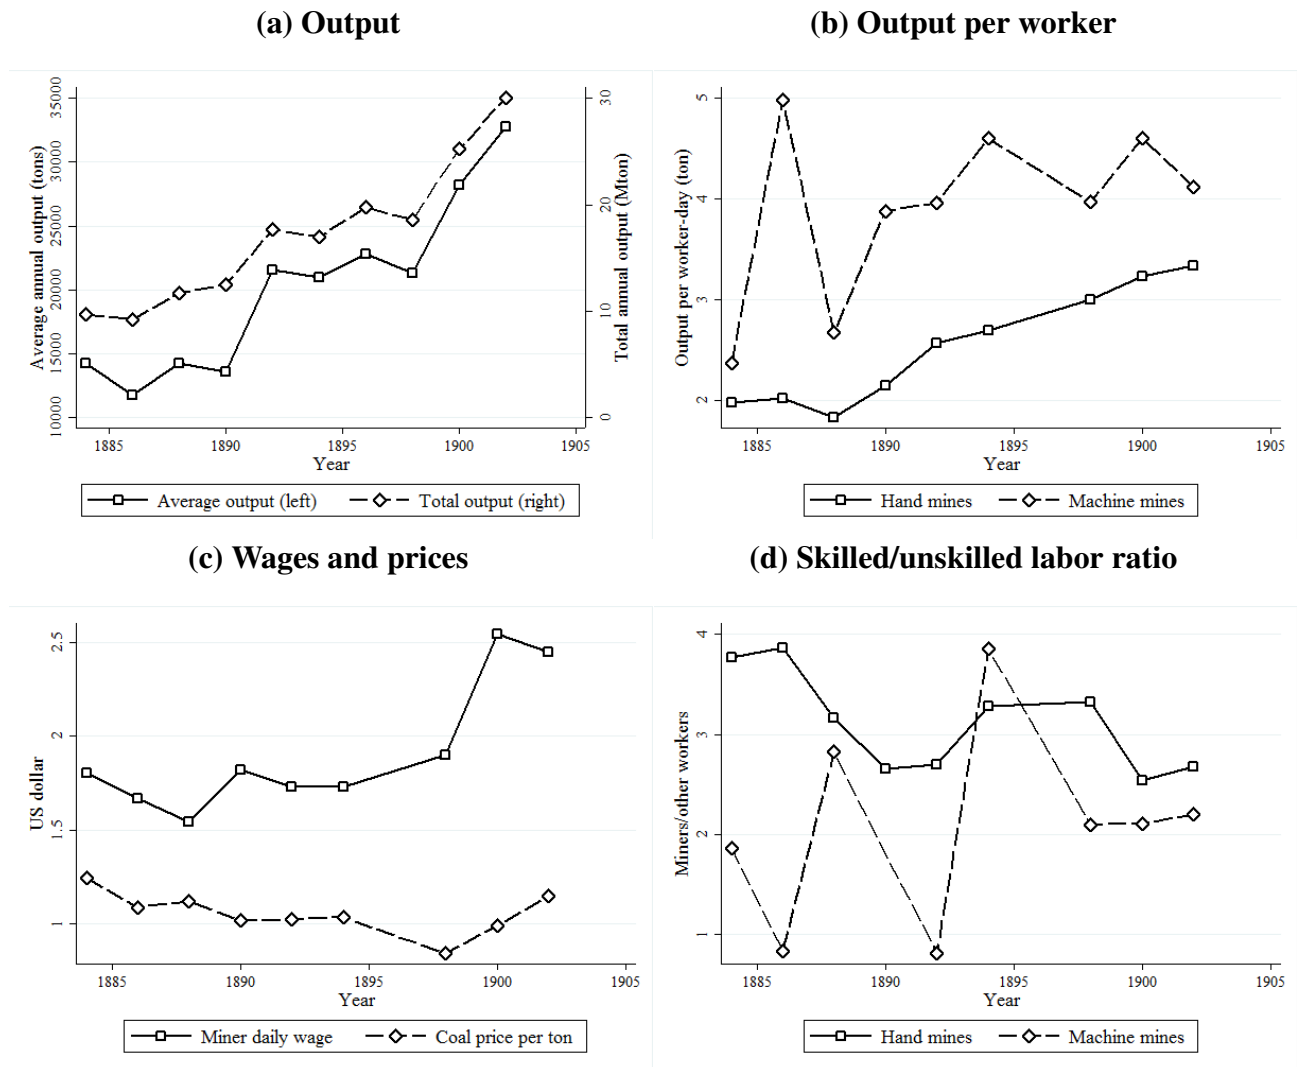 (a) Output
(b) Output per worker
Average annual output (tons)
10000 15000 20000 25000 30000 35000
Total annual output (Mton)
0 10 20 30
1885 1890 1895 1900 1905
Year
Average output (left) Total output (right)
Output per worker-day (ton)
2 3 4 5
1885 1890 1895 1900 1905
Year
Hand mines Machine mines
(c) Wages and prices
(d) Skilled/unskilled labor ratio
US dollar
1 1.5 2 2.5
1885 1890 1895 1900 1905
Year
Miner daily wage Coal price per ton
Miners/other workers
1 2 3 4
1885 1890 1895 1900 1905
Year
Hand mines Machine mines